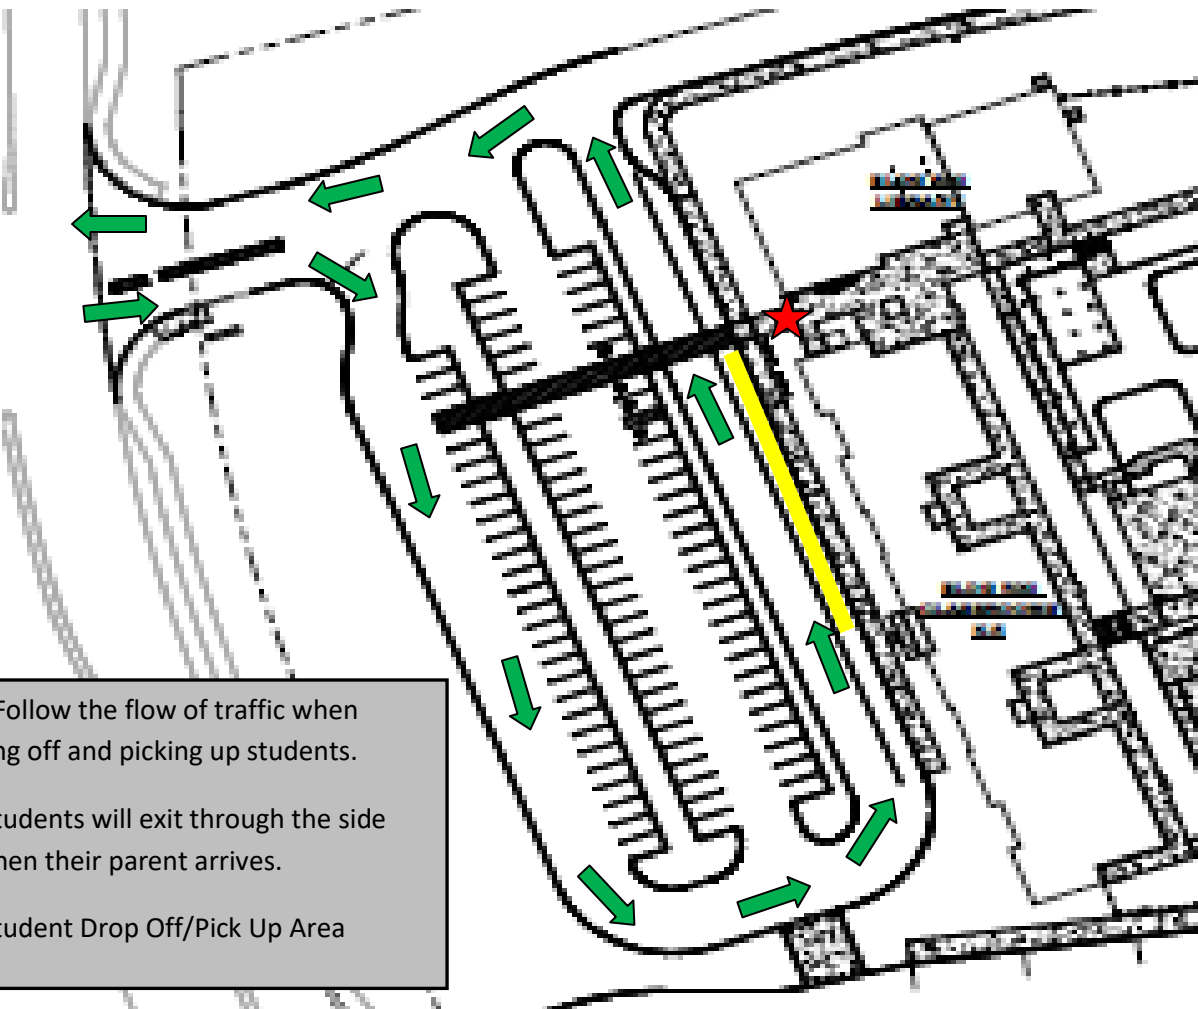 Follow the flow of traffic when
ng off and picking up students.
tudents will exit through the side
hen their parent arrives.
tudent Drop Off/Pick Up Area